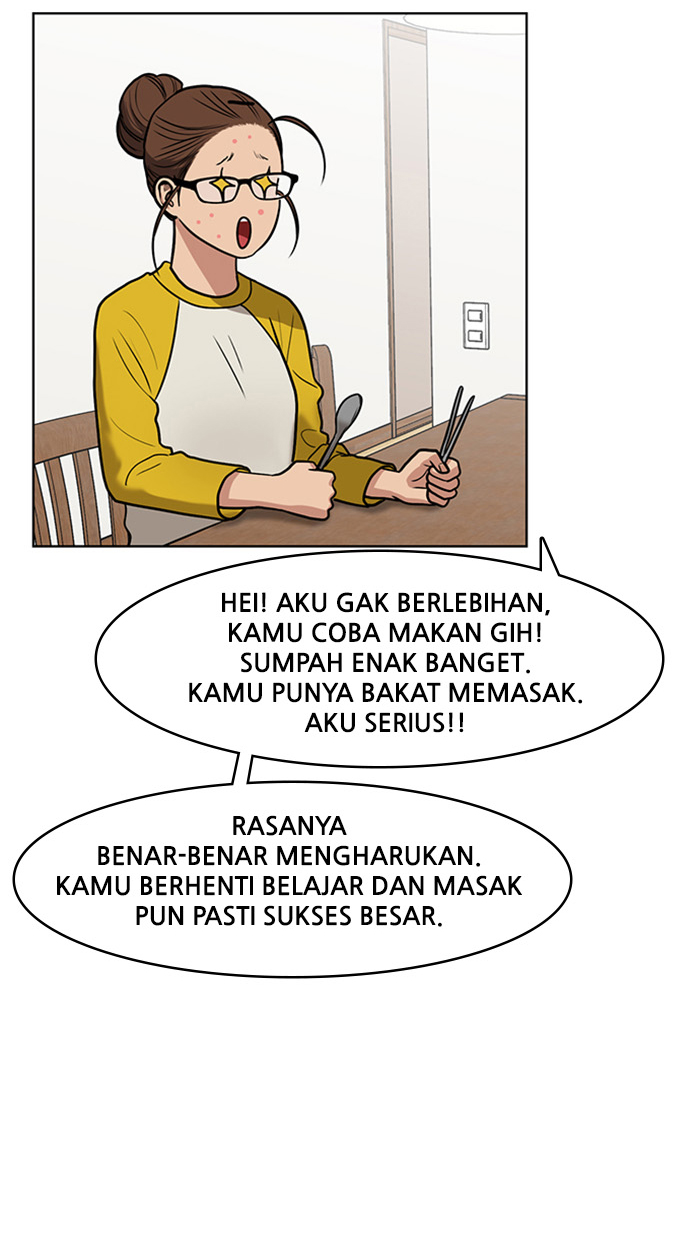 HEI! AKU GAK BERLEBIHAN,
KAMU COBA MAKAN GIH!
SUMPAH ENAK BANGET.
KAMU PUNYA BAKAT MEMASAK.
AKU SERIUS!!
RASANYA
BENAR-BENAR MENGHARUKAN.
KAMU BERHENTI BELAJAR DAN MASAK
PUN PASTI SUKSES BESAR.